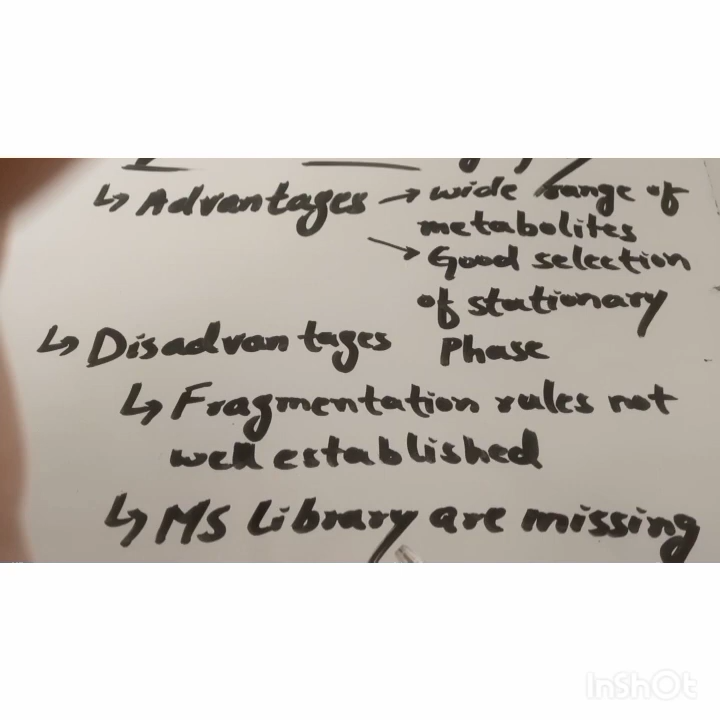 ↳ Advantages → wide range of
metabolites
→ Good selection
of stationary
Phase
↳ Disadvantages
↳ Fragmentation rules not
well established
↳ MS Library are missing
InShot